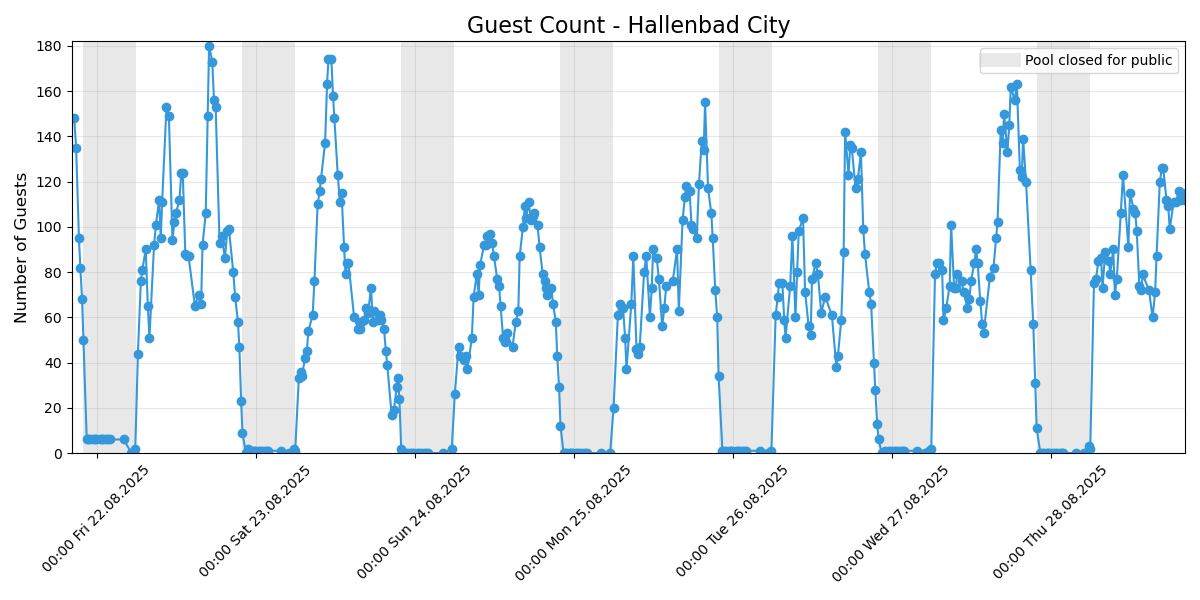 Guest Count - Hallenbad City
Pool closed for public
Number of Guests
180
160
140
120
100
80
60
40
20
0
00:00 Fri 22.08.2025
00:00 Sat 23.08.2025
00:00 Sun 24.08.2025
00:00 Mon 25.08.2025
00:00 Tue 26.08.2025
00:00 Wed 27.08.2025
00:00 Thu 28.08.2025